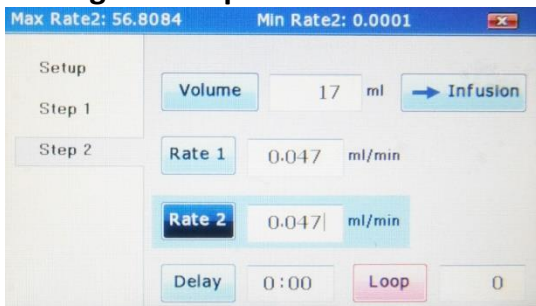 Max Rate2: 56.8084 Min Rate2: 0.0001
Setup
Volume 17 ml Infusion
Step 1
Step 2
Rate 1 0.047 ml/min
Rate 2 0.047 ml/min
Delay 0:00 Loop 0